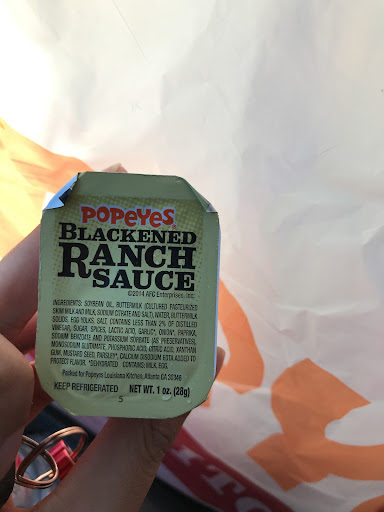 POPEYES
BLACKENED
RANCH
SAUCE
©2014 AFC Enterprises, Inc.
INGREDIENTS: SOYBEAN OIL, BUTTERMILK (CULTURED PASTEURIZED
SKIM MILK AND MILK, SODIUM CITRATE AND SALT), WATER, BUTTERMILK
SOLIDS, EGG YOLKS, SALT, CONTAINS LESS THAN 2% OF DISTILLED
VINEGAR, SUGAR, SPICES, LACTIC ACID, GARLIC*, ONION*, PAPRIKA,
SODIUM BENZOATE AND POTASSIUM SORBATE (AS PRESERVATIVES),
MONOSODIUM GLUTAMATE, PHOSPHORIC ACID, CITRIC ACID, XANTHAN
GUM, MUSTARD SEED, PARSLEY*, CALCIUM DISODIUM EDTA ADDED TO
PROTECT FLAVOR. *DEHYDRATED CONTAINS: MILK, EGG.
Packed for Popeyes Louisiana Kitchen, Atlanta GA 30346
KEEP REFRIGERATED NET WT. 1 oz. (28g)
5